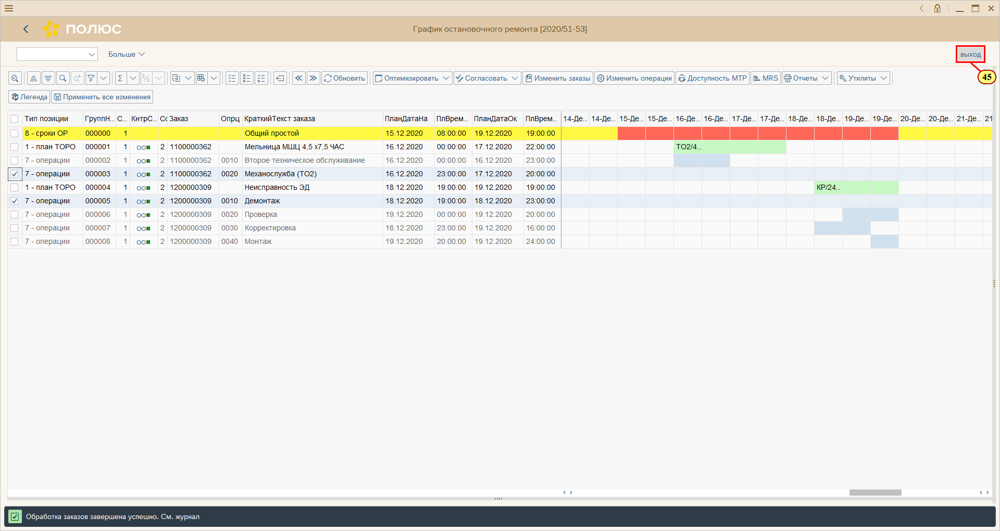 ПОЛЮС
График остановочного ремонта [2020/51-53]
Больше
выход
45
Обновить Оптимизировать Согласовать Изменить заказы Изменить операции Доступность МТР MRS Отчеты Утилиты
Легенда Применить все изменения
Тип позиции ГруппН... С... КнтрС... Сс Заказ Опрц КраткийТекст заказа ПланДатаНа ПлВрем... ПланДатаОк ПлВрем... 14-Де... 14-Де... 15-Де... 15-Де... 16-Де... 16-Де... 17-Де... 17-Де... 18-Де... 18-Де... 19-Де... 19-Де... 20-Де... 20-Де... 21-Де... 21
8 - сроки ОР 000000 1 Общий простой 15.12.2020 08:00:00 19.12.2020 19:00:00
1 - план ТОРО 000001 1 2 1100000362 Мельница МШЦ 4,5 х7,5 ЧАС 16.12.2020 00:00:00 17.12.2020 22:00:00 ТО2/4...
7 - операции 000002 1 2 1100000362 0010 Второе техническое обслуживание 16.12.2020 00:00:00 16.12.2020 23:00:00
7 - операции 000003 1 2 1100000362 0020 Механослужба (ТО2) 16.12.2020 23:00:00 17.12.2020 20:00:00
1 - план ТОРО 000004 1 2 1200000309 Неисправность ЭД 18.12.2020 19:00:00 19.12.2020 19:00:00 КР/24...
7 - операции 000005 1 2 1200000309 0010 Демонтаж 18.12.2020 19:00:00 18.12.2020 23:00:00
7 - операции 000006 1 2 1200000309 0020 Проверка 19.12.2020 00:00:00 19.12.2020 20:00:00
7 - операции 000007 1 2 1200000309 0030 Корректировка 18.12.2020 23:00:00 19.12.2020 16:00:00
7 - операции 000008 1 2 1200000309 0040 Монтаж 19.12.2020 20:00:00 19.12.2020 24:00:00
Обработка заказов завершена успешно. См. журнал